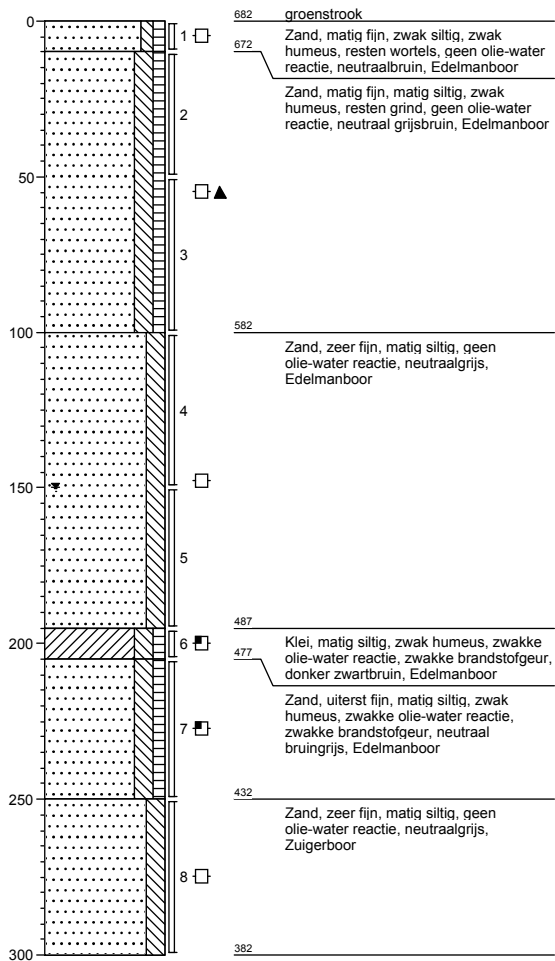 0
50
100
150
200
250
300
1
2
3
4
5
6
7
8
682
groenstrook
Zand, matig fijn, zwak siltig, zwak
humeus, resten wortels, geen olie-water
reactie, neutraalbruin, Edelmanboor
672
Zand, matig fijn, matig siltig, zwak
humeus, resten grind, geen olie-water
reactie, neutraal grijsbruin, Edelmanboor
582
Zand, zeer fijn, matig siltig, geen
olie-water reactie, neutraalgrijs,
Edelmanboor
487
Klei, matig siltig, zwak humeus, zwakke
olie-water reactie, zwakke brandstofgeur,
donker zwartbruin, Edelmanboor
477
Zand, uiterst fijn, matig siltig, zwak
humeus, zwakke olie-water reactie,
zwakke brandstofgeur, neutraal
bruingrijs, Edelmanboor
432
Zand, zeer fijn, matig siltig, geen
olie-water reactie, neutraalgrijs,
Zuigerboor
382